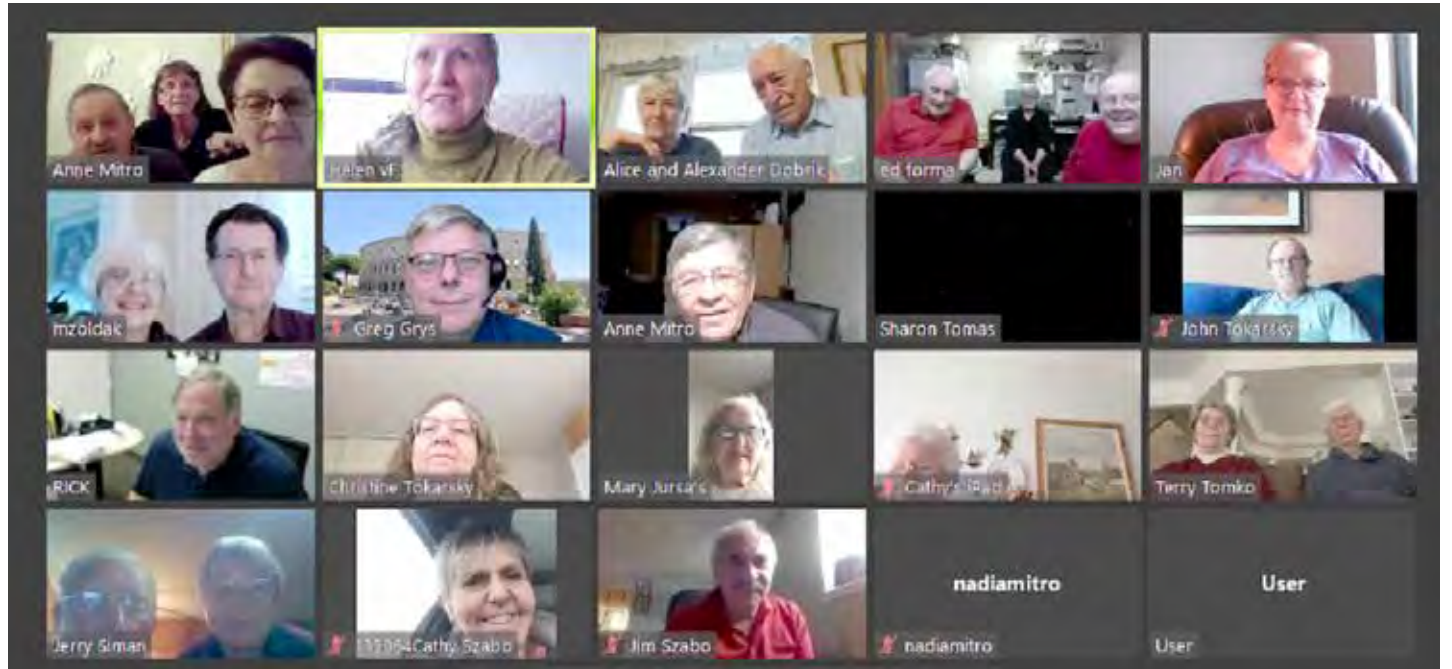 Anne Mitro
Helen vF
Alice and Alexander Dobrik
ed forma
Jan
mzoldak
Greg Grys
Anne Mitro
Sharon Tomas
John Tokarsky
RICK
Christine Tokarsky
Mary Jursa's
Cathy's iPad
Terry Tomko
Jerry Siman
Cathy Szabo
Jim Szabo
nadiamitro
nadiamitro
User
User